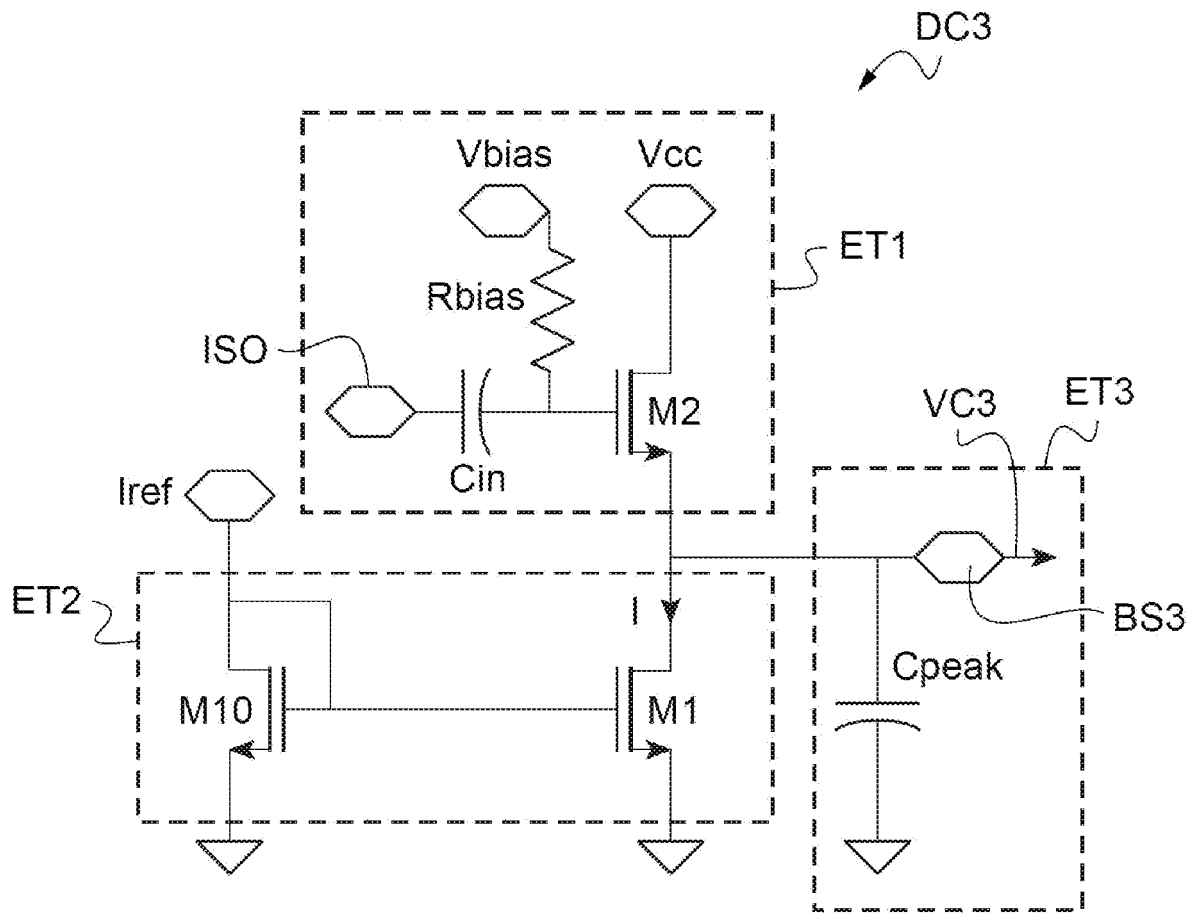 DC3
Vbias
Vcc
ET1
Rbias
ISO
M2
VC3
ET3
Cin
Iref
ET2
I
BS3
Cpeak
M10
M1